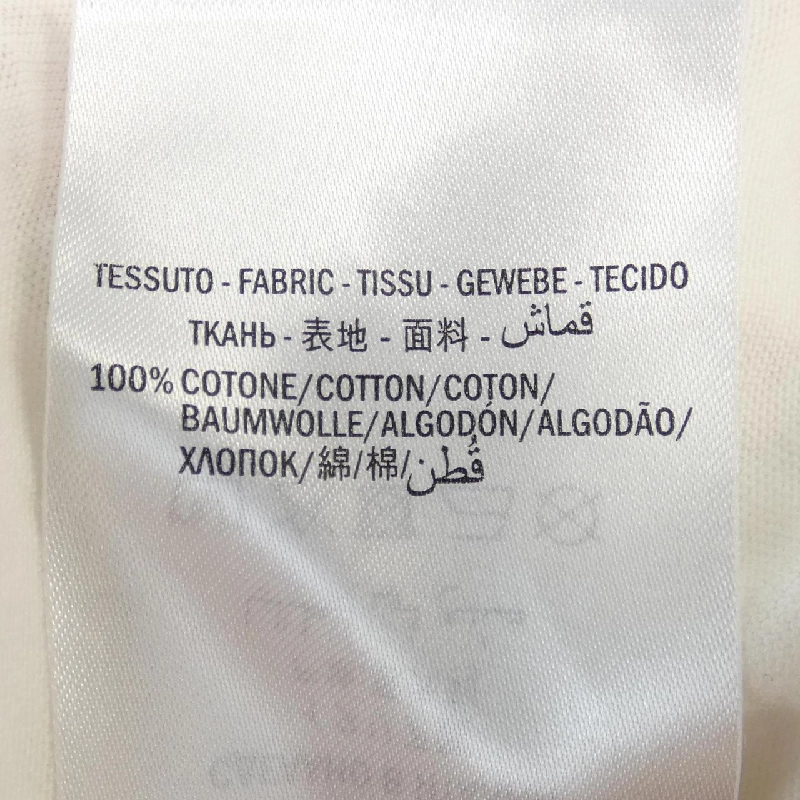 TESSUTO - FABRIC - TISSU - GEWEBE - TECIDO
ТКАНЬ - 表地 - 面料 - قماش
100% COTONE/COTTON/COTON/
BAUMWOLLE/ALGODÓN/ALGODÃO/
ХЛОПОК/綿/棉/قُطن